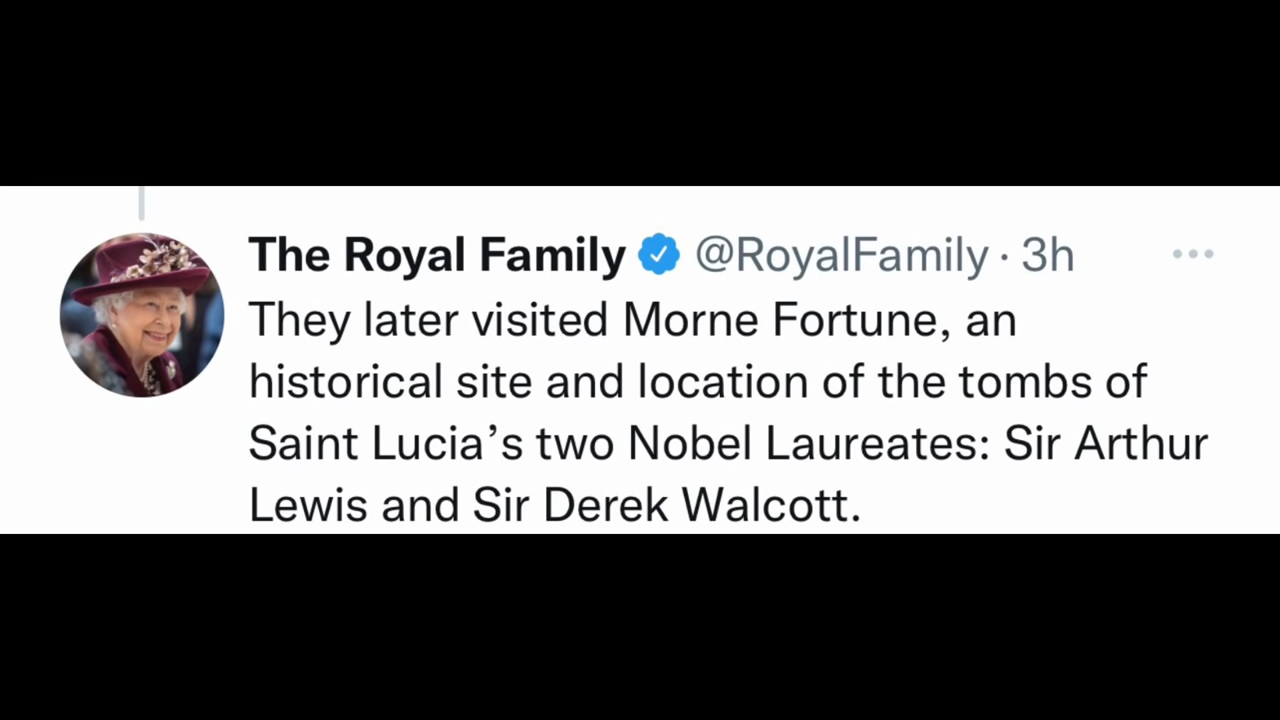 The Royal Family @RoyalFamily · 3h
They later visited Morne Fortune, an
historical site and location of the tombs of
Saint Lucia’s two Nobel Laureates: Sir Arthur
Lewis and Sir Derek Walcott.